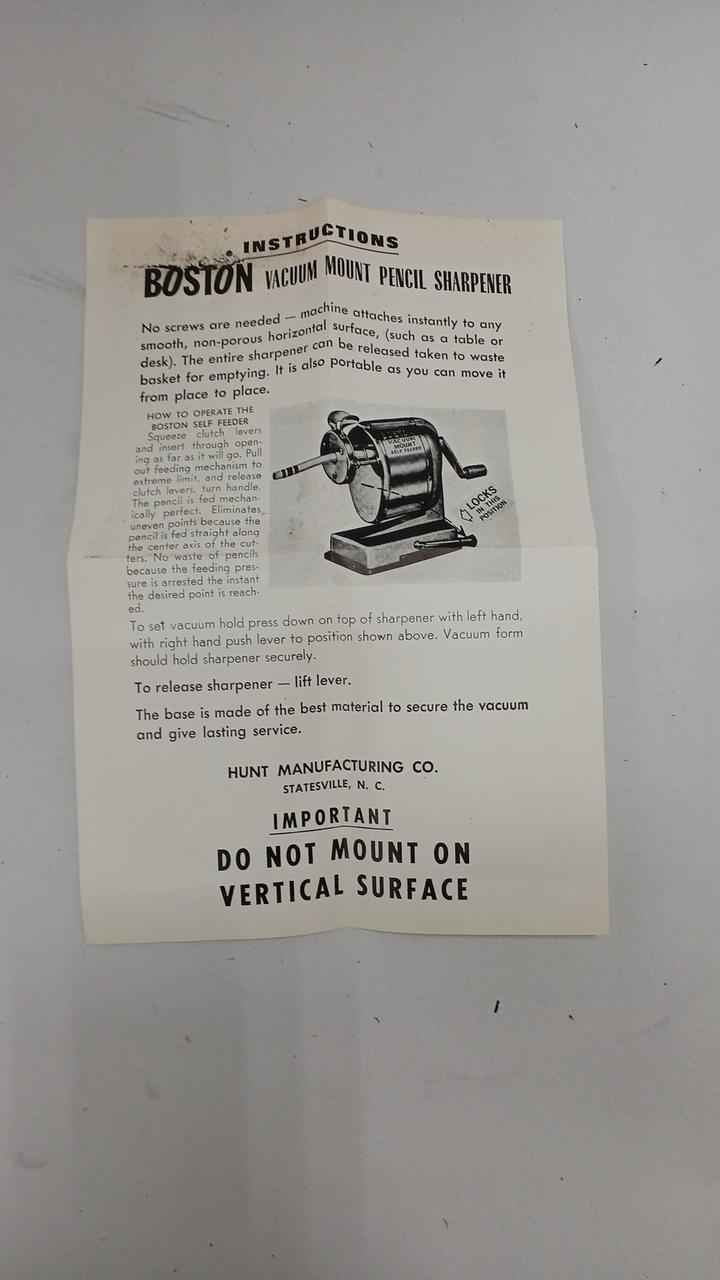 INSTRUCTIONS
BOSTON VACUUM MOUNT PENCIL SHARPENER
No screws are needed — machine attaches instantly to any
smooth, non-porous horizontal surface, (such as a table or
desk). The entire sharpener can be released taken to waste
basket for emptying. It is also portable as you can move it
from place to place.
HOW TO OPERATE THE
BOSTON SELF FEEDER
Squeeze clutch levers
and insert through open-
ing as far as it will go. Pull
out feeding mechanism to
extreme limit, and release
clutch levers, turn handle.
The pencil is fed mechan-
ically perfect. Eliminates
uneven points because the
pencil is fed straight along
the center axis of the cut-
ters. No waste of pencils
because the feeding pres-
sure is arrested the instant
the desired point is reach-
ed.
VACUUM
MOUNT
SELF FEEDER
LOCKS
IN THIS
POSITION
To set vacuum hold press down on top of sharpener with left hand,
with right hand push lever to position shown above. Vacuum form
should hold sharpener securely.
To release sharpener — lift lever.
The base is made of the best material to secure the vacuum
and give lasting service.
HUNT MANUFACTURING CO.
STATESVILLE, N. C.
IMPORTANT
DO NOT MOUNT ON
VERTICAL SURFACE